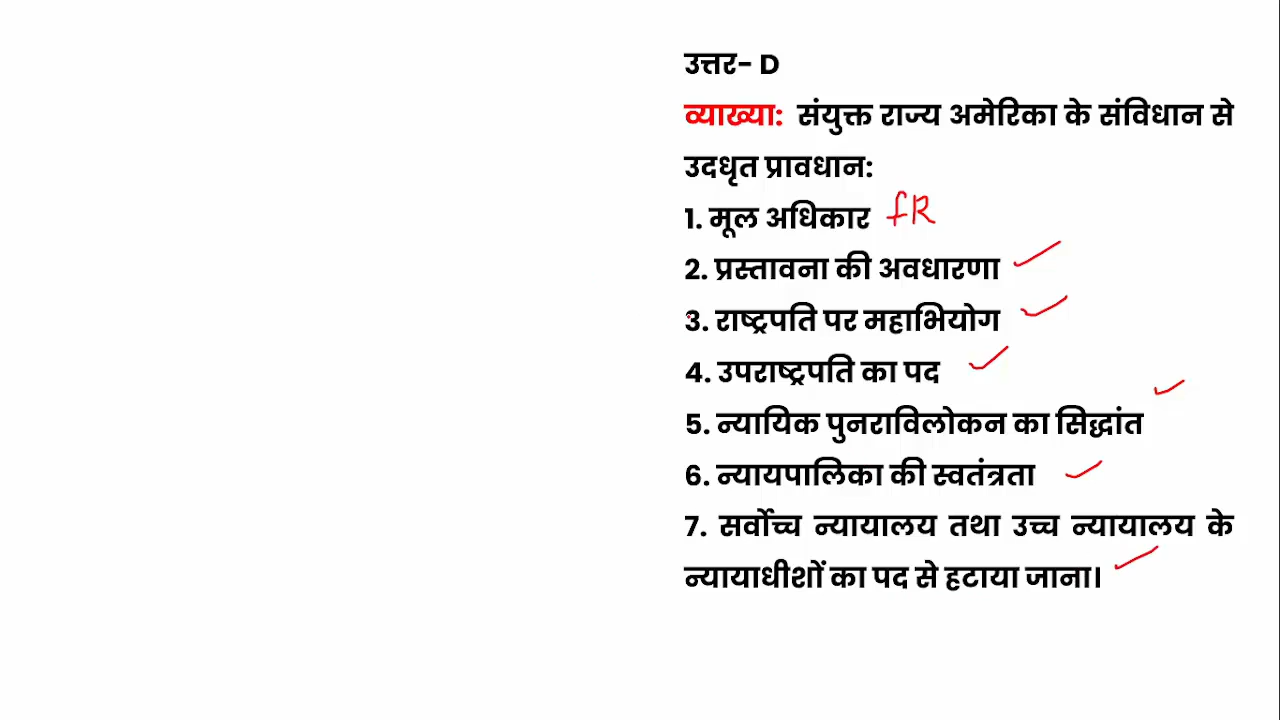 उत्तर- D
व्याख्या: संयुक्त राज्य अमेरिका के संविधान से
उदधृत प्रावधान:
1. मूल अधिकार fR
2. प्रस्तावना की अवधारणा
3. राष्ट्रपति पर महाभियोग
4. उपराष्ट्रपति का पद
5. न्यायिक पुनराविलोकन का सिद्धांत
6. न्यायपालिका की स्वतंत्रता
7. सर्वोच्च न्यायालय तथा उच्च न्यायालय के
न्यायाधीशों का पद से हटाया जाना।